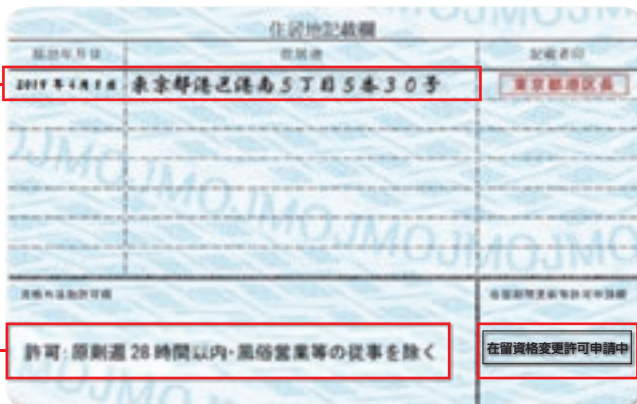 住居地記載欄
届出年月日 住居地 記載者印
2019年4月1日 東京都港区港南5丁目5番30号 東京都港区長
資格外活動許可欄 在留期間更新等許可申請欄
許可:原則週28時間以内・風俗営業等の従事を除く
在留資格変更許可申請中
MOJ MOJ MOJ MOJ MOJ